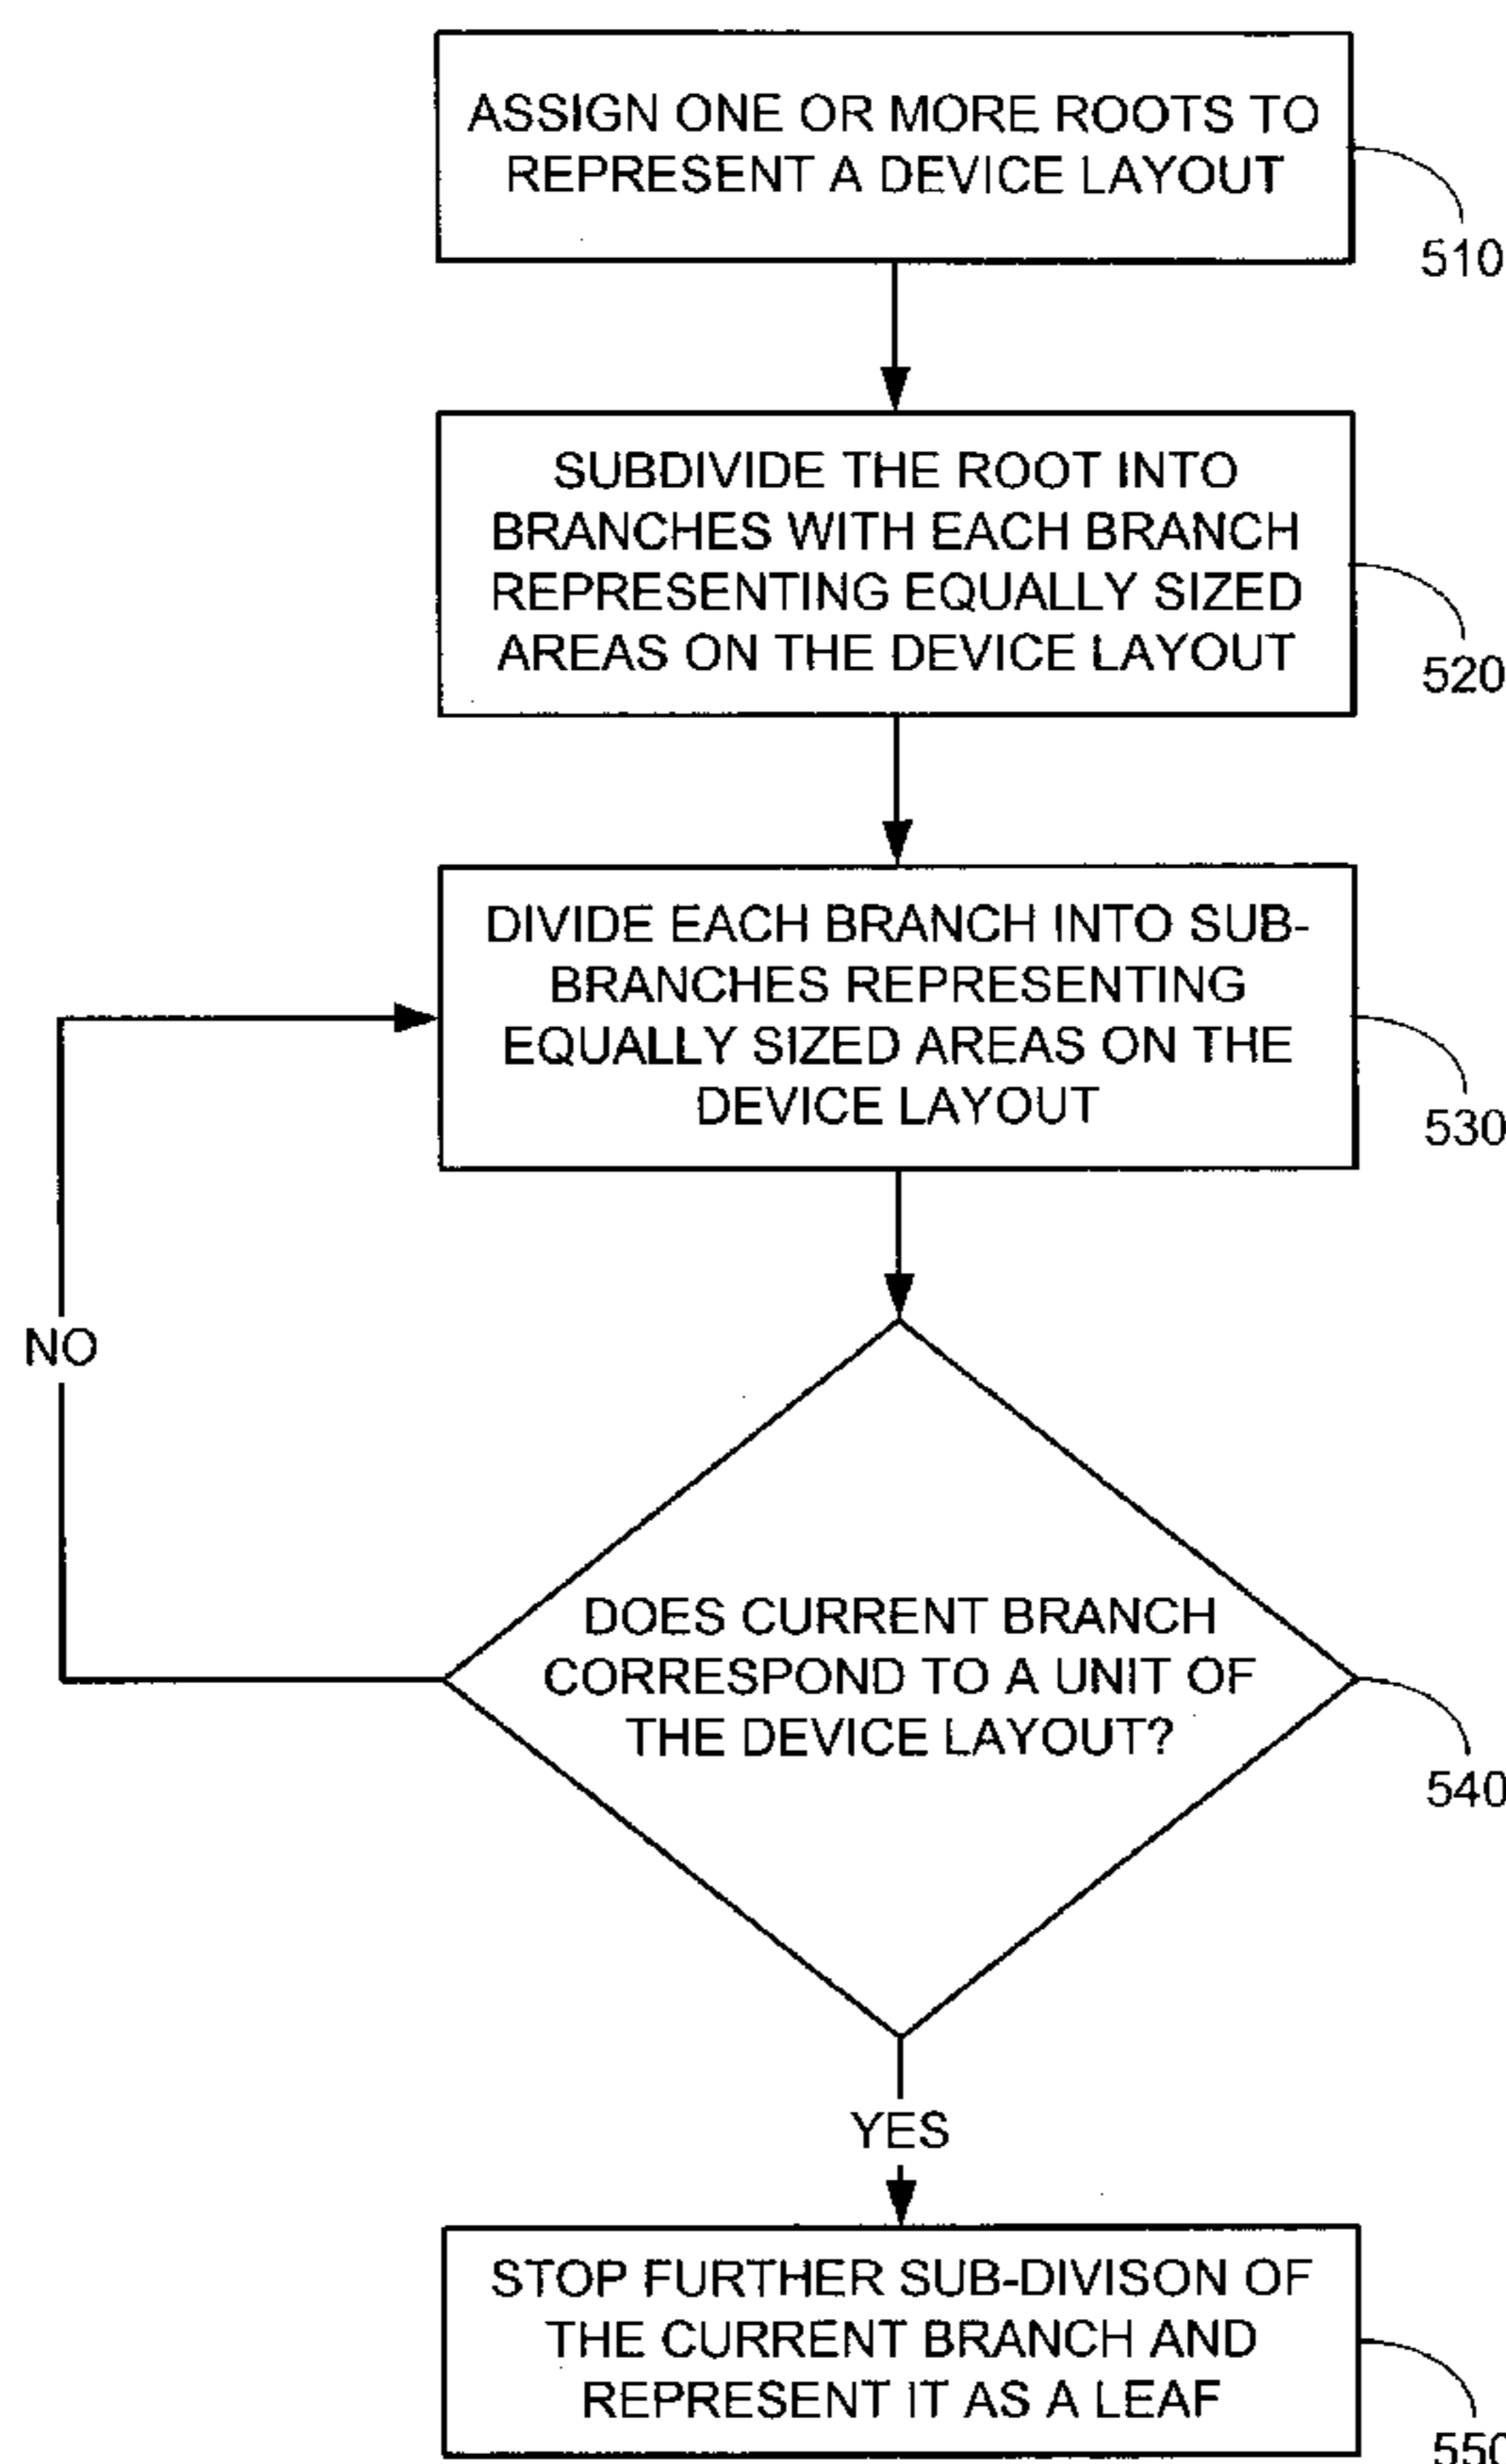 ASSIGN ONE OR MORE ROOTS TO
REPRESENT A DEVICE LAYOUT
510
SUBDIVIDE THE ROOT INTO
BRANCHES WITH EACH BRANCH
REPRESENTING EQUALLY SIZED
AREAS ON THE DEVICE LAYOUT
520
DIVIDE EACH BRANCH INTO SUB-
BRANCHES REPRESENTING
EQUALLY SIZED AREAS ON THE
DEVICE LAYOUT
530
NO
DOES CURRENT BRANCH
CORRESPOND TO A UNIT OF
THE DEVICE LAYOUT?
540
YES
STOP FURTHER SUB-DIVISON OF
THE CURRENT BRANCH AND
REPRESENT IT AS A LEAF
550